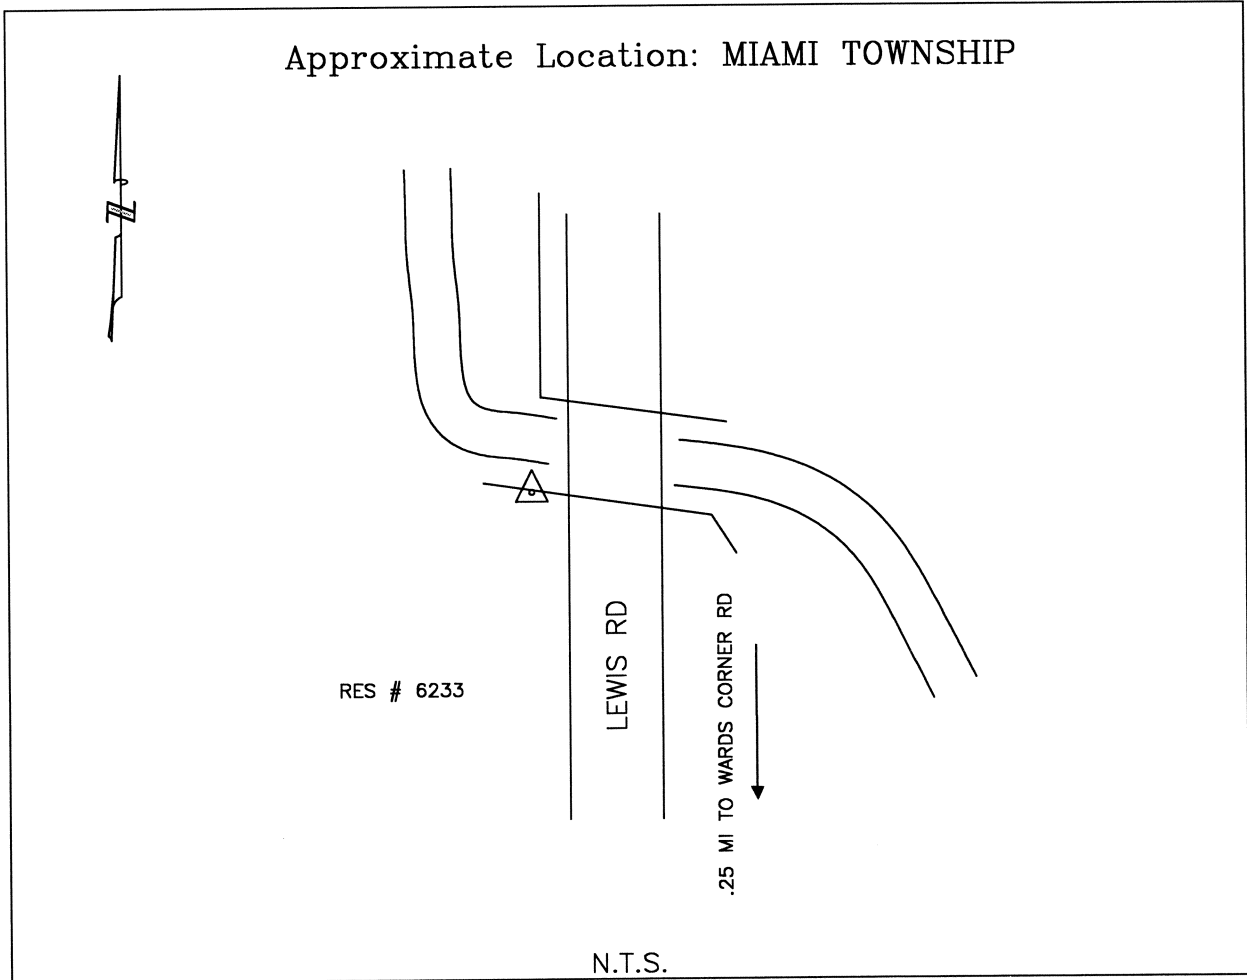 Approximate Location: MIAMI TOWNSHIP
N
LEWIS RD
.25 MI TO WARDS CORNER RD
RES # 6233
N.T.S.